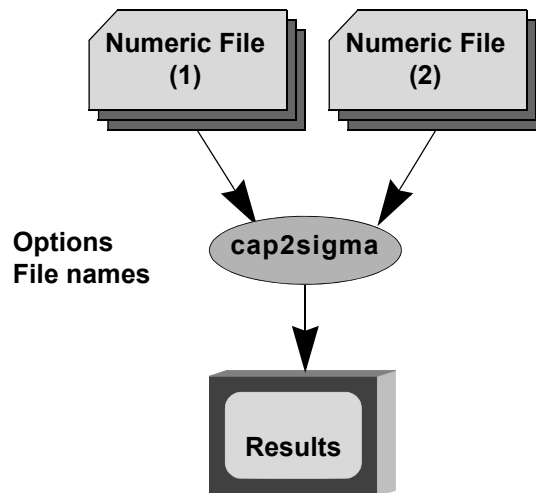 Numeric File
(1)
Numeric File
(2)
Options
File names
cap2sigma
Results